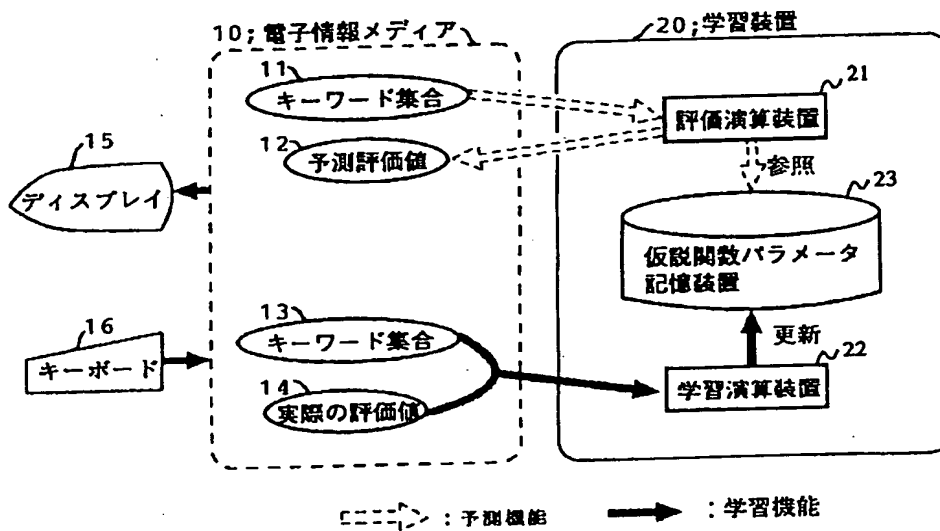 10;電子情報メディア
20;学習装置
11
キーワード集合
21
評価演算装置
12
予測評価値
15
ディスプレイ
参照
23
仮説関数パラメータ
記憶装置
13
キーワード集合
更新
16
キーボード
14
実際の評価値
22
学習演算装置
:予測機能
:学習機能